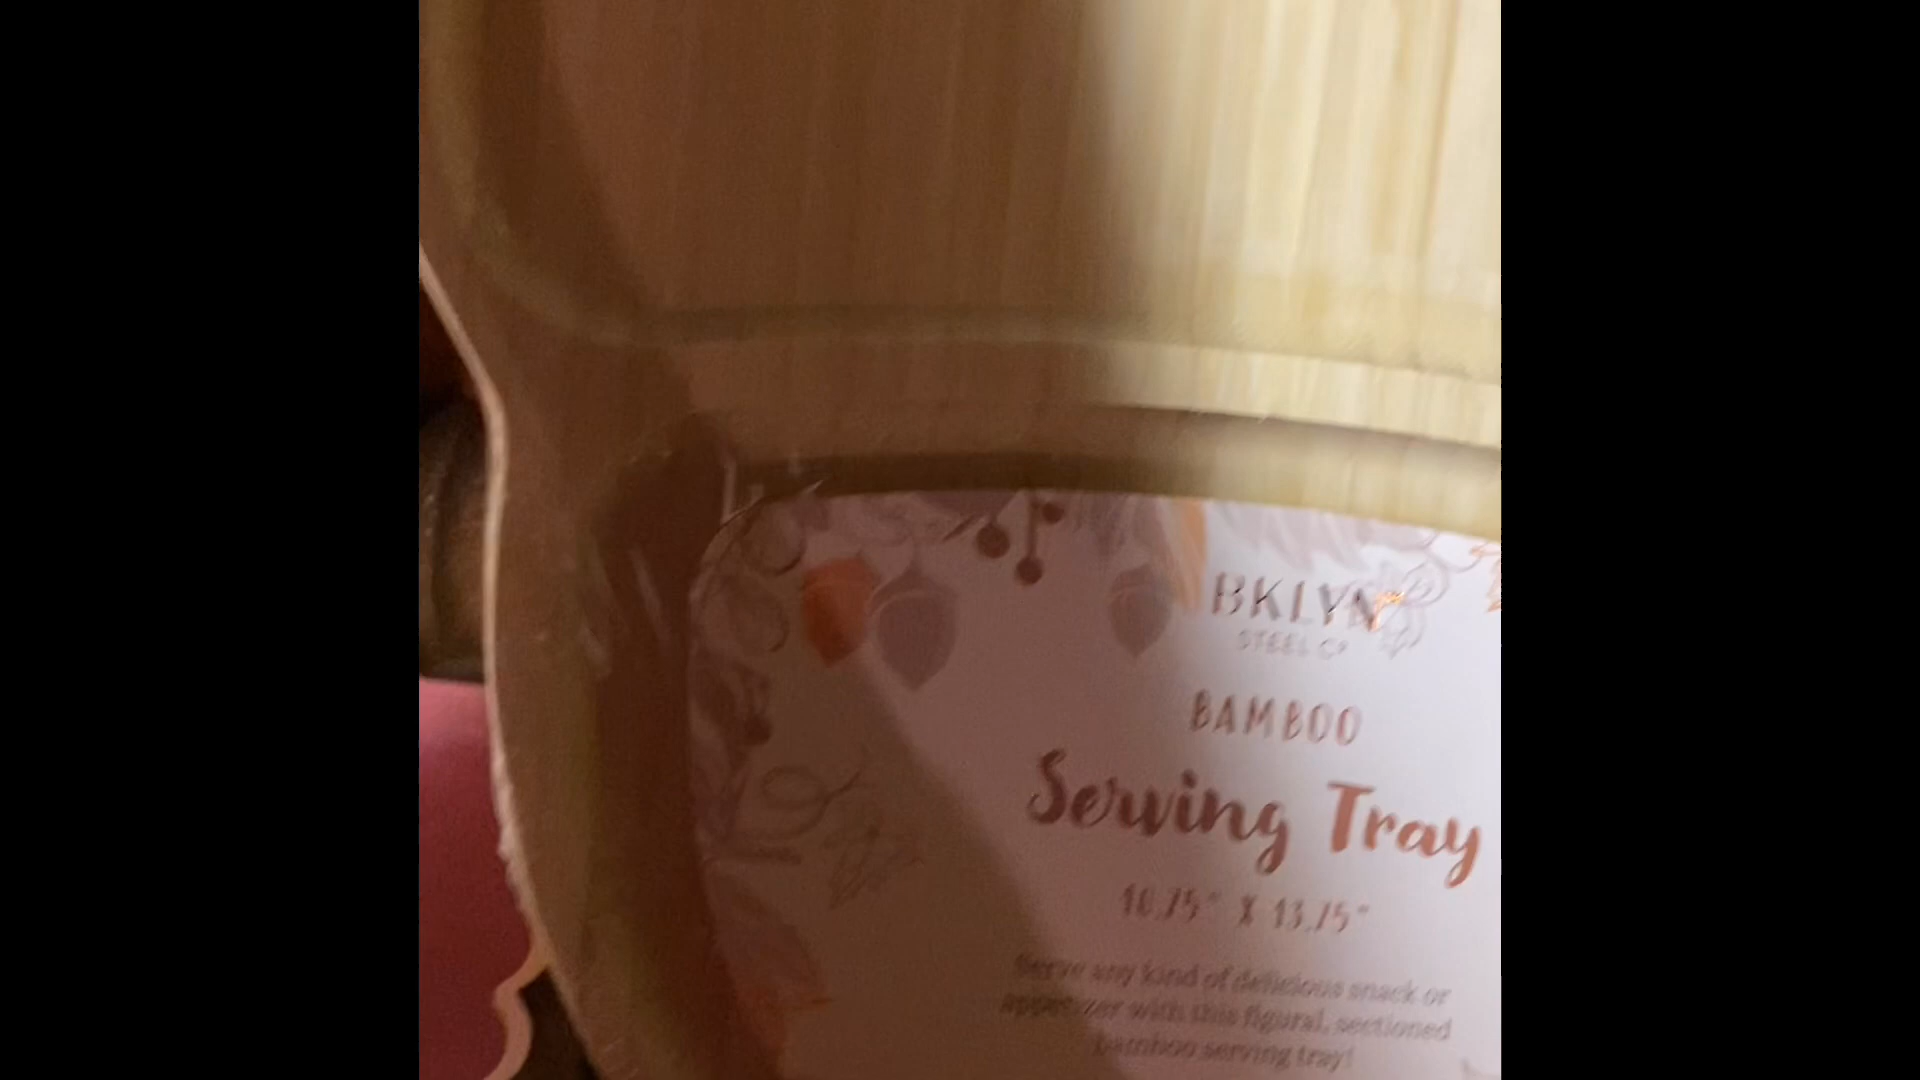 BKLYN
STEEL Cº
BAMBOO
Serving Tray
10.75" X 13.75"
Serve any kind of delicious snack or
appetizer with this figural, sectioned
bamboo serving tray!